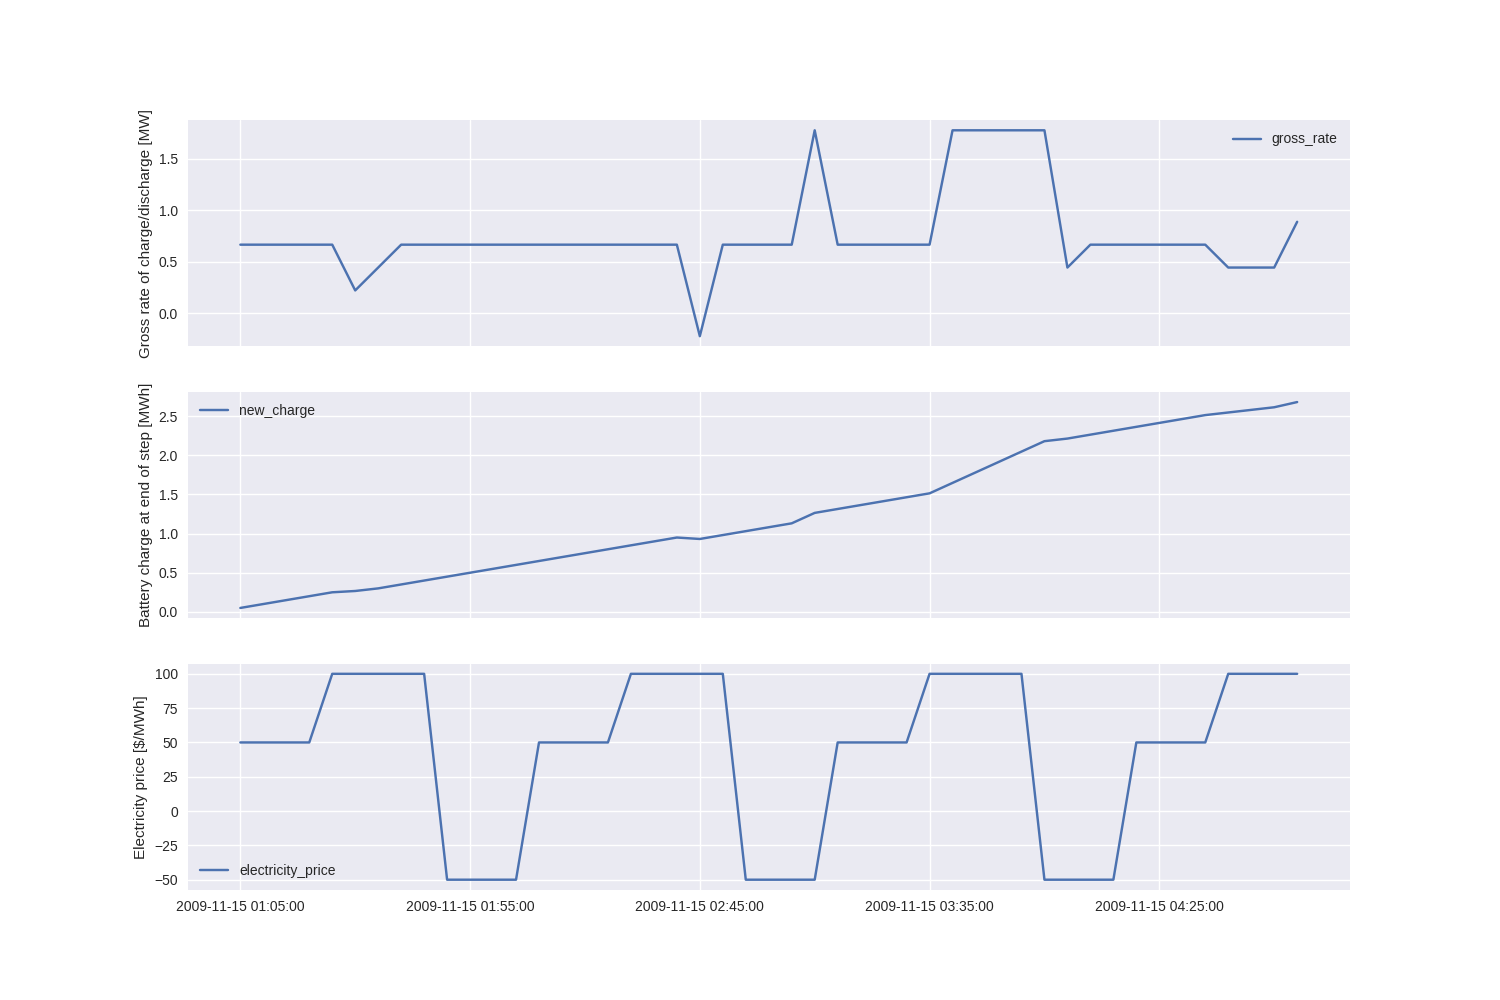 Gross rate of charge/discharge [MW]
1.5
1.0
0.5
0.0
gross_rate
Battery charge at end of step [MWh]
2.5
2.0
1.5
1.0
0.5
0.0
new_charge
Electricity price [$/MWh]
100
75
50
25
0
−25
−50
electricity_price
2009-11-15 01:05:00 2009-11-15 01:55:00 2009-11-15 02:45:00 2009-11-15 03:35:00 2009-11-15 04:25:00